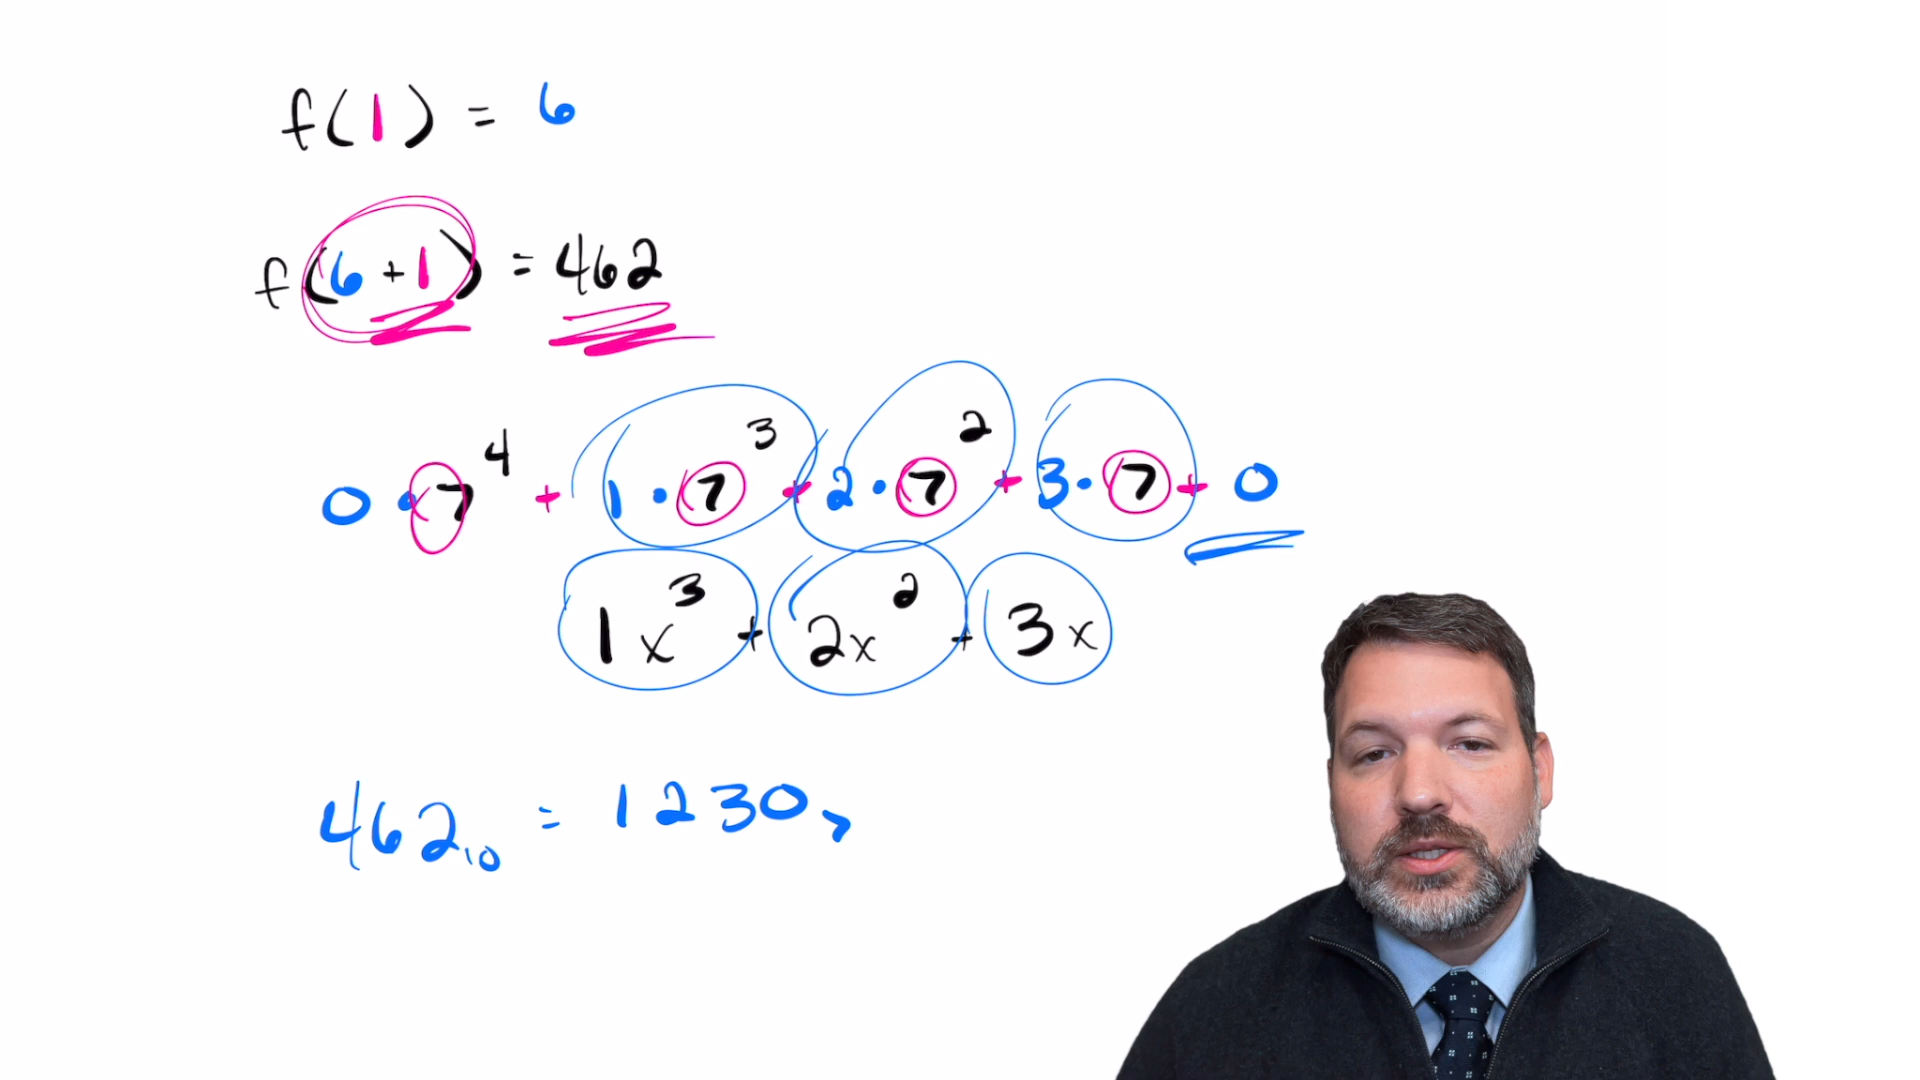 f(1) = 6
f(6+1) = 462
0 · 7⁴ + 1 · 7³ + 2 · 7² + 3 · 7 + 0
1x³ + 2x² + 3x
462₁₀ = 1230₇